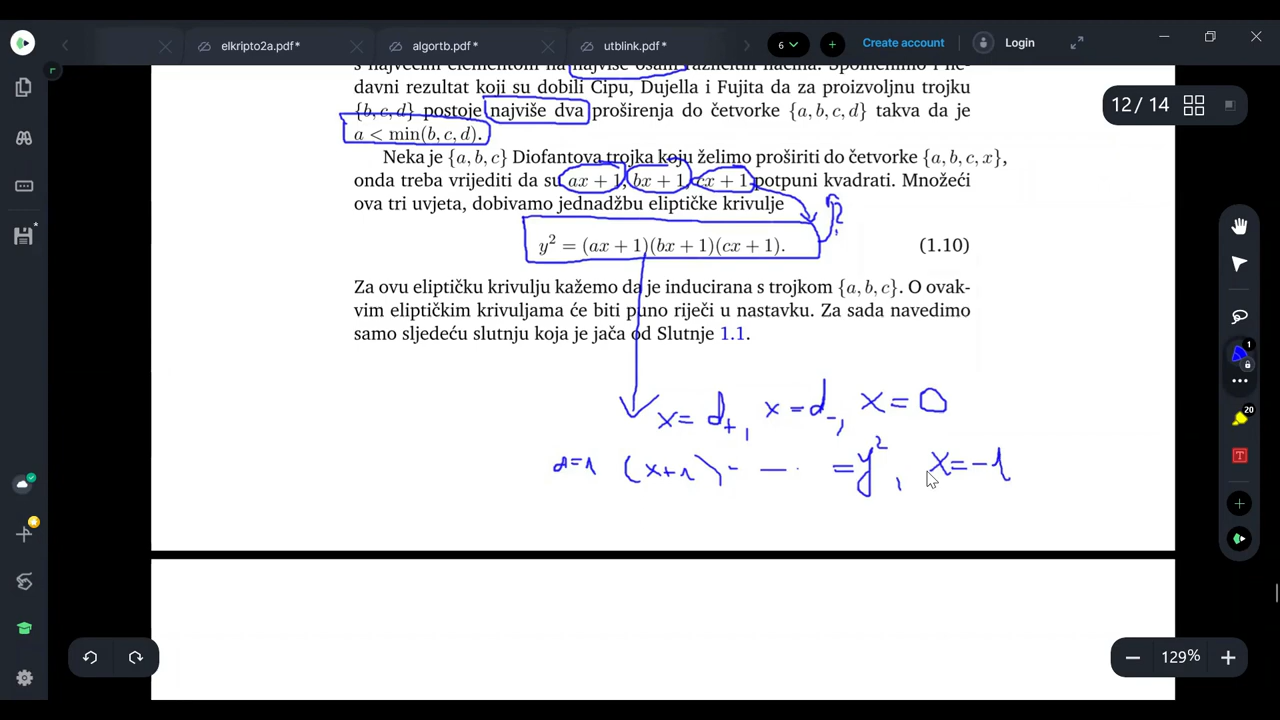 elkripto2a.pdf*
algortb.pdf*
utblink.pdf*
6
Create account
Login
12 / 14
s najvećim elementom na najviše osam različitih načina. Spomenimo i ne-
davni rezultat koji su dobili Cipu, Dujella i Fujita da za proizvoljnu trojku
{b, c, d} postoje najviše dva proširenja do četvorke {a, b, c, d} takva da je
a < min(b, c, d).
Neka je {a, b, c} Diofantova trojka koju želimo proširiti do četvorke {a, b, c, x},
onda treba vrijediti da su ax + 1, bx + 1, cx + 1 potpuni kvadrati. Množeći
ova tri uvjeta, dobivamo jednadžbu eliptičke krivulje
y² = (ax + 1)(bx + 1)(cx + 1). (1.10)
?
Za ovu eliptičku krivulju kažemo da je inducirana s trojkom {a, b, c}. O ovak-
vim eliptičkim krivuljama će biti puno riječi u nastavku. Za sada navedimo
samo sljedeću slutnju koja je jača od Slutnje 1.1.
x = d₊, x = d₋, x = 0
a=1 (x+1) · — · = y², x = -1
1
20
T
129%